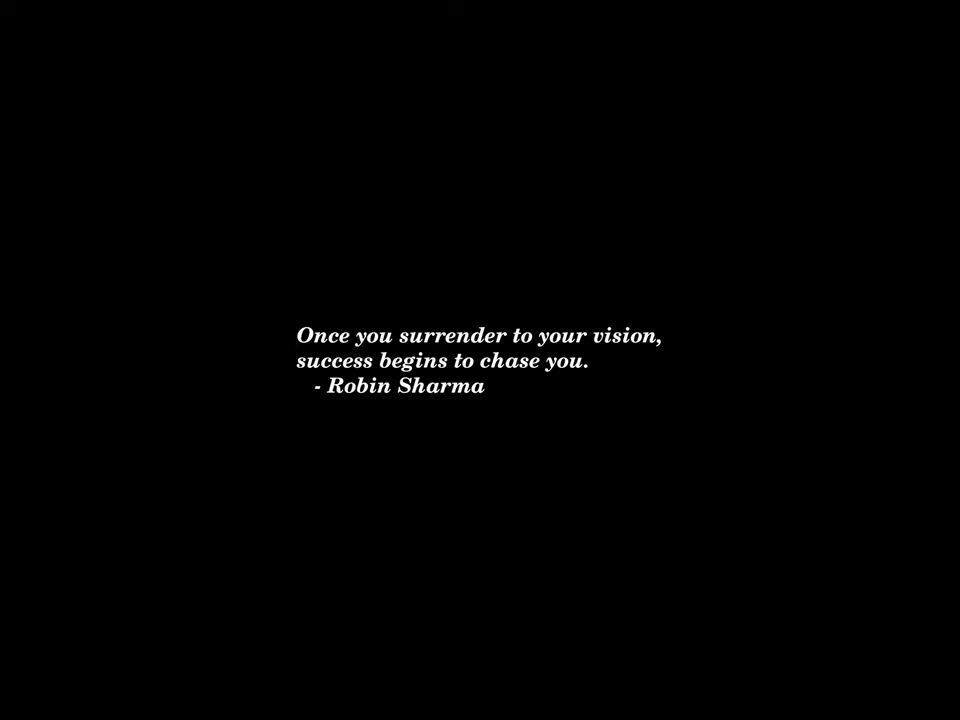 Once you surrender to your vision,
success begins to chase you.
- Robin Sharma